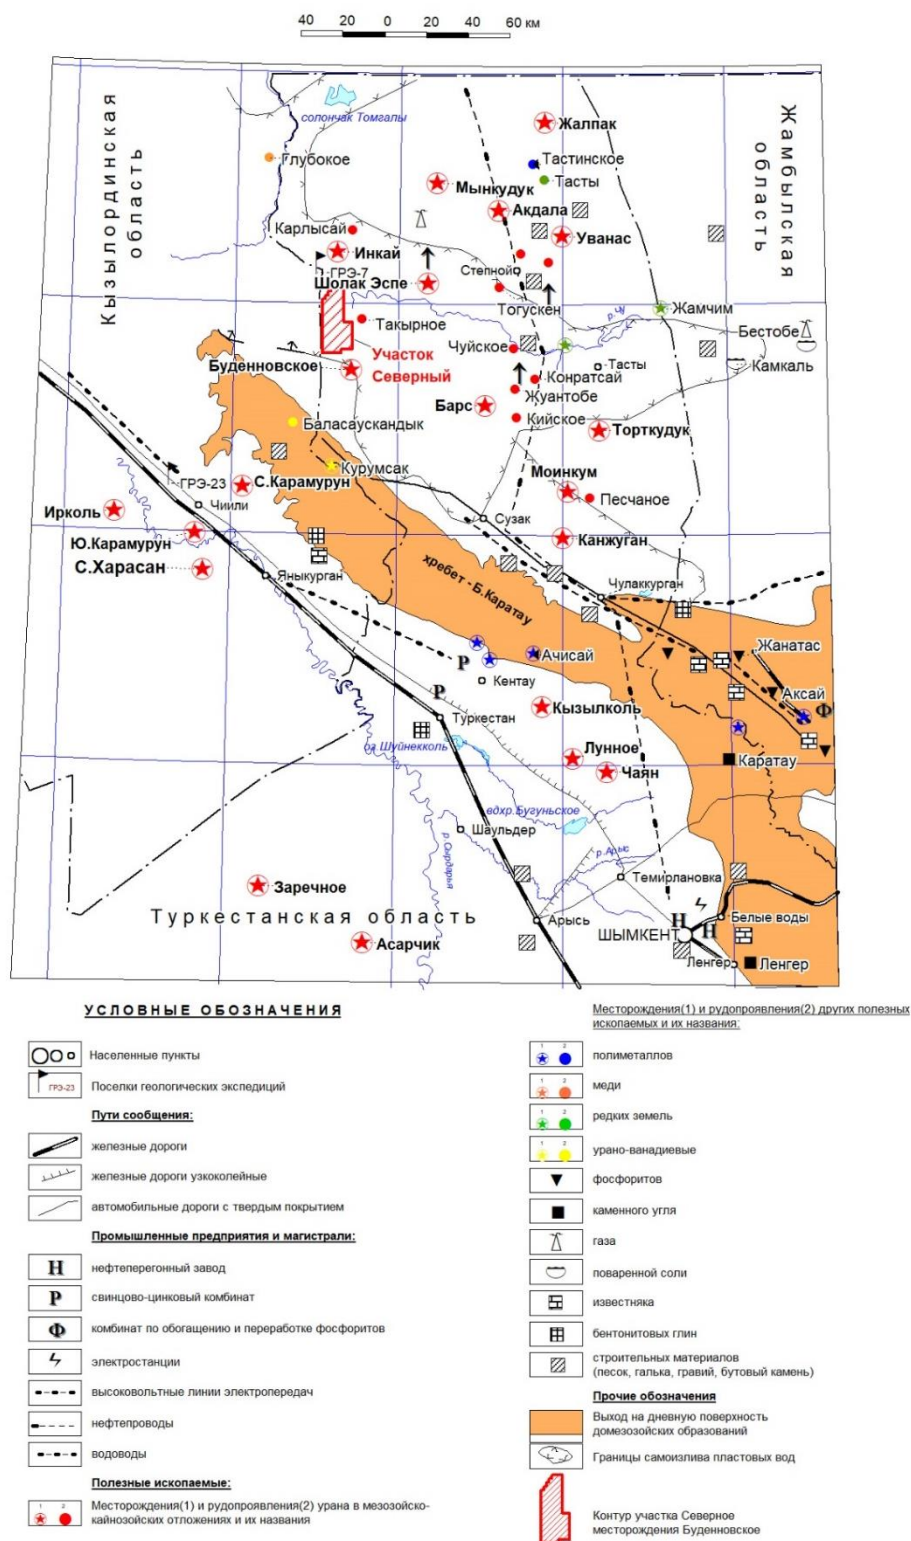 40 20 0 20 40 60 км
Кызылординская
область
Жамбылская
область
солончак Томгалы
Жалпак
Глубокое
Тастинское
Тасты
Мынкудук
Акдала
Карлысай
Уванас
Инкай
ГРЭ-7
Степной
Шолак Эспе
Тогускен
р.Чу
Жамчим
Такырное
Бестобе
Участок
Северный
Чуйское
Тасты
Камкаль
Буденновское
Конратсай
Жуантобе
Барс
Кийское
Баласаускандык
Торткудук
Курумсак
Моинкум
ГРЭ-23
С.Карамурун
Песчаное
Чиили
Ирколь
Сузак
Ю.Карамурун
Канжуган
С.Харасан
Яныкурган
хребет - Б.Каратау
Чулаккурган
Жанатас
Р
Ачисай
Кентау
Аксай
Ф
Р
Туркестан
Кызылколь
оз.Шуйнекколь
Лунное
Каратау
Чаян
вдхр.Бугуньское
Шаульдер
р.Сырдарья
р.Арыс
Темирлановка
Заречное
Туркестанская область
Арысь
Н
Белые воды
ШЫМКЕНТ
Н
Асарчик
Ленгер
Ленгер
УСЛОВНЫЕ ОБОЗНАЧЕНИЯ
Населенные пункты
ГРЭ-23
Поселки геологических экспедиций
Пути сообщения:
железные дороги
железные дороги узкоколейные
автомобильные дороги с твердым покрытием
Промышленные предприятия и магистрали:
Н
нефтеперегонный завод
Р
свинцово-цинковый комбинат
Ф
комбинат по обогащению и переработке фосфоритов
электростанции
высоковольтные линии электропередач
нефтепроводы
водоводы
Полезные ископаемые:
1 2
Месторождения(1) и рудопроявления(2) урана в мезозойско-
кайнозойских отложениях и их названия
Месторождения(1) и рудопроявления(2) других полезных
ископаемых и их названия:
1 2
полиметаллов
1 2
меди
1 2
редких земель
1 2
урано-ванадиевые
фосфоритов
каменного угля
газа
поваренной соли
известняка
бентонитовых глин
строительных материалов
(песок, галька, гравий, бутовый камень)
Прочие обозначения
Выход на дневную поверхность
домезозойских образований
Границы самоизлива пластовых вод
Контур участка Северное
месторождения Буденновское